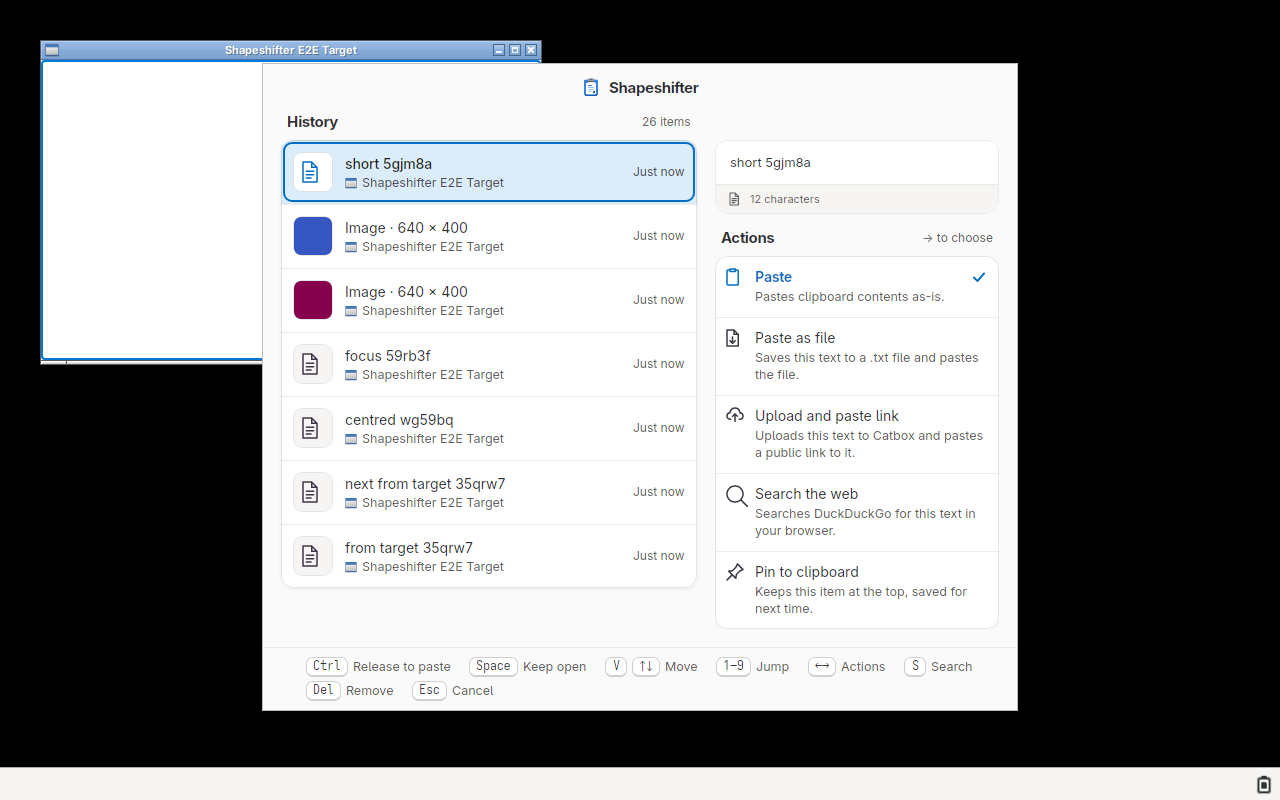 Shapeshifter E2E Target
Shapeshifter
History
26 items
short 5gjm8a
Shapeshifter E2E Target
Just now
Image · 640 × 400
Shapeshifter E2E Target
Just now
Image · 640 × 400
Shapeshifter E2E Target
Just now
focus 59rb3f
Shapeshifter E2E Target
Just now
centred wg59bq
Shapeshifter E2E Target
Just now
next from target 35qrw7
Shapeshifter E2E Target
Just now
from target 35qrw7
Shapeshifter E2E Target
Just now
short 5gjm8a
12 characters
Actions
→ to choose
Paste
Pastes clipboard contents as-is.
Paste as file
Saves this text to a .txt file and pastes
the file.
Upload and paste link
Uploads this text to Catbox and pastes
a public link to it.
Search the web
Searches DuckDuckGo for this text in
your browser.
Pin to clipboard
Keeps this item at the top, saved for
next time.
Ctrl Release to paste Space Keep open V ↑↓ Move 1–9 Jump ←→ Actions S Search
Del Remove Esc Cancel